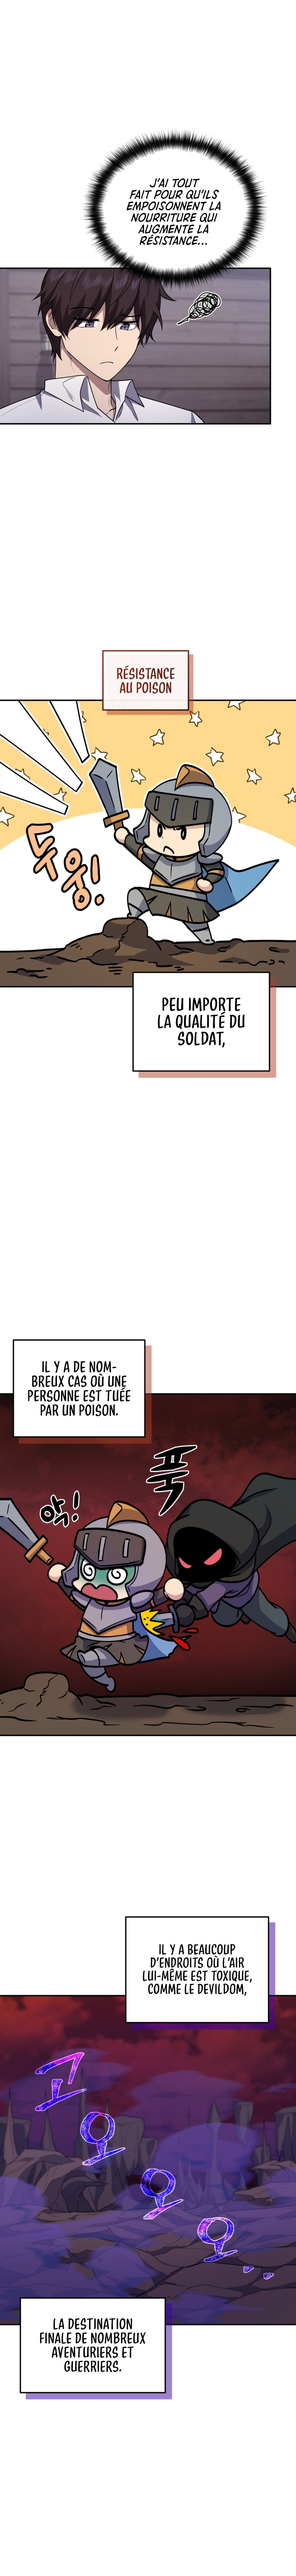 J'AI TOUT
FAIT POUR QU'ILS
EMPOISONNENT LA
NOURRITURE QUI
AUGMENTE LA
RÉSISTANCE...
RÉSISTANCE
AU POISON
두웅!
PEU IMPORTE
LA QUALITÉ DU
SOLDAT,
IL Y A DE NOM-
BREUX CAS OÙ UNE
PERSONNE EST TUÉE
PAR UN POISON.
푹
악!
IL Y A BEAUCOUP
D'ENDROITS OÙ L'AIR
LUI-MÊME EST TOXIQUE,
COMME LE DEVILDOM,
고오오오
LA DESTINATION
FINALE DE NOMBREUX
AVENTURIERS ET
GUERRIERS.